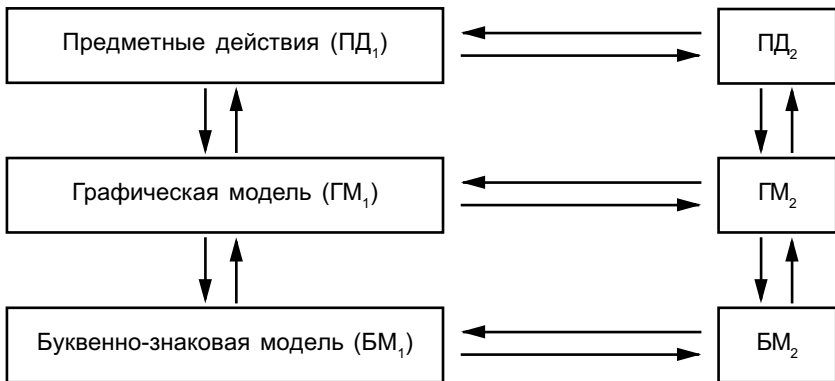 Предметные действия (ПД₁)
ПД₂
Графическая модель (ГМ₁)
ГМ₂
Буквенно-знаковая модель (БМ₁)
БМ₂